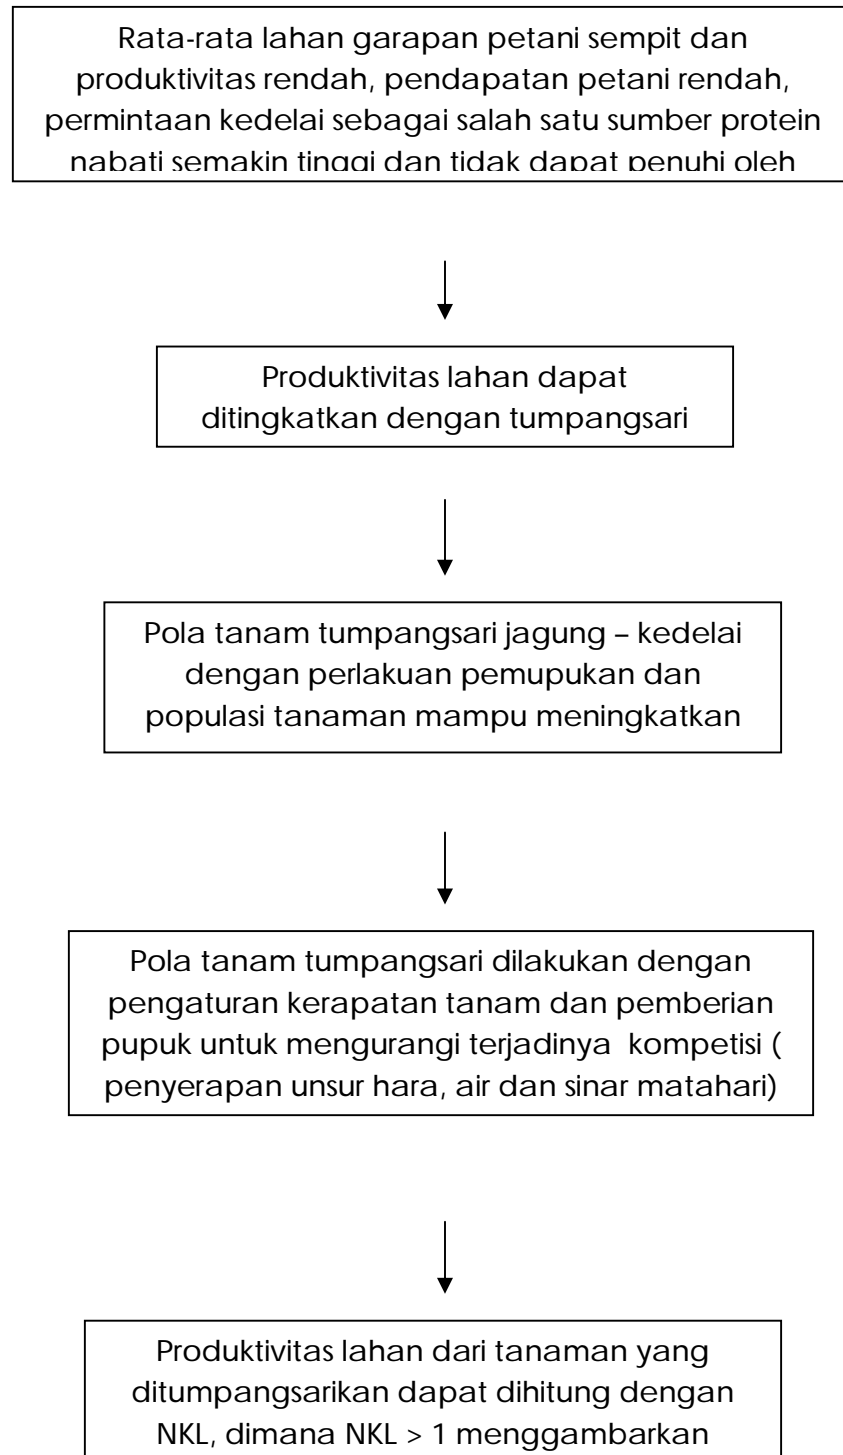 Rata-rata lahan garapan petani sempit dan
produktivitas rendah, pendapatan petani rendah,
permintaan kedelai sebagai salah satu sumber protein
nabati semakin tinggi dan tidak dapat penuhi oleh
Produktivitas lahan dapat
ditingkatkan dengan tumpangsari
Pola tanam tumpangsari jagung – kedelai
dengan perlakuan pemupukan dan
populasi tanaman mampu meningkatkan
Pola tanam tumpangsari dilakukan dengan
pengaturan kerapatan tanam dan pemberian
pupuk untuk mengurangi terjadinya kompetisi (
penyerapan unsur hara, air dan sinar matahari)
Produktivitas lahan dari tanaman yang
ditumpangsarikan dapat dihitung dengan
NKL, dimana NKL > 1 menggambarkan